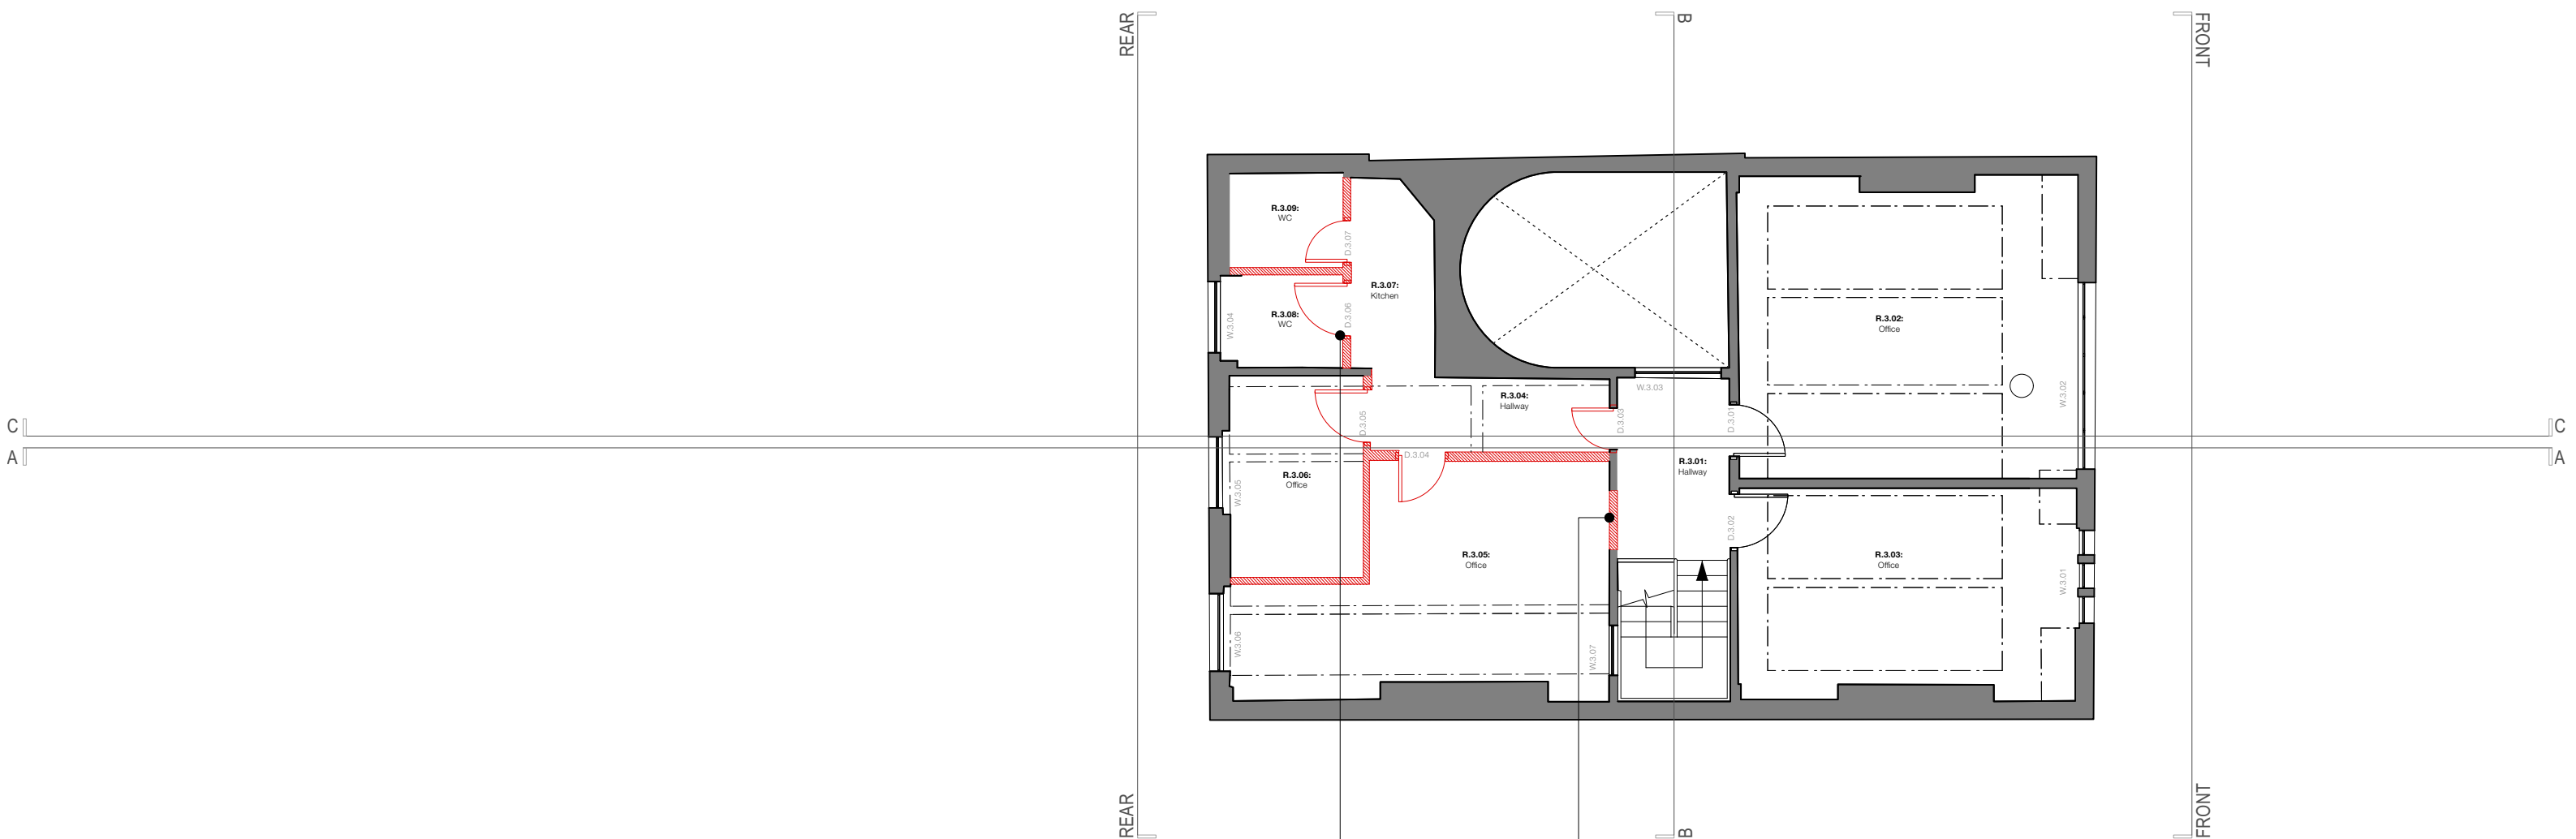 REAR
B
FRONT
R.3.09:
WC
D.3.07
R.3.07:
Kitchen
R.3.08:
WC
W.3.04
D.3.06
R.3.02:
Office
W.3.03
W.3.02
R.3.04:
Hallway
D.3.05
D.3.03
D.3.01
C
C
A
A
D.3.04
R.3.01:
Hallway
R.3.06:
Office
W.3.05
D.3.02
R.3.05:
Office
R.3.03:
Office
W.3.01
W.3.06
W.3.07
REAR
B
FRONT